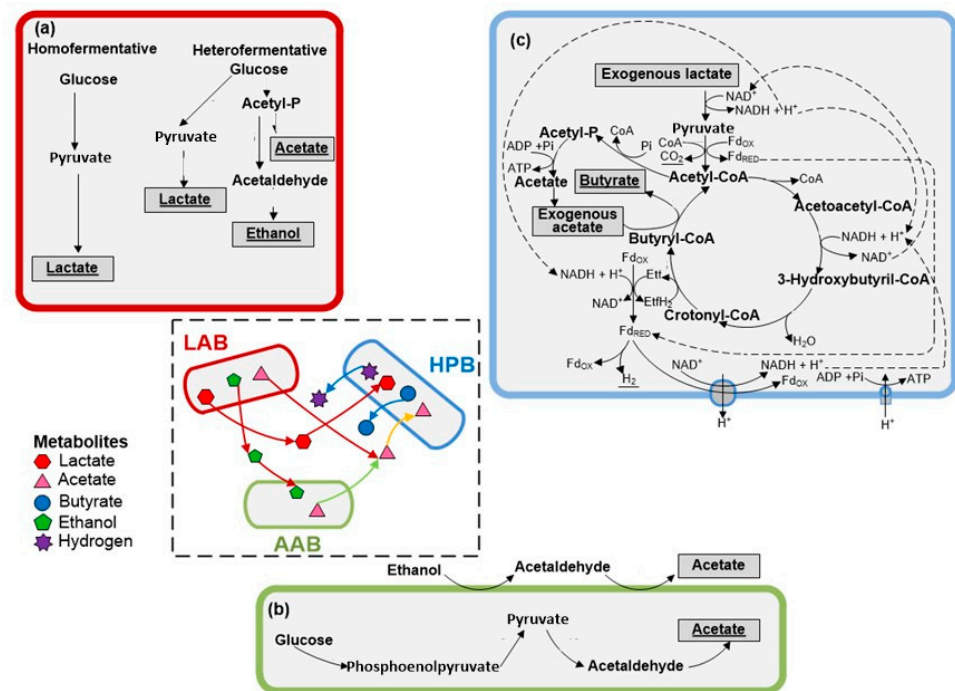 (a)
Homofermentative
Glucose
Pyruvate
Lactate
Heterofermentative
Glucose
Acetyl-P
Pyruvate
Acetate
Lactate
Acetaldehyde
Ethanol
(c)
Exogenous lactate
NAD+
NADH + H+
Pyruvate
Acetyl-P
CoA
Pi
CoA
FdOX
CO2
FdRED
ADP +Pi
ATP
Acetate
Butyrate
Acetyl-CoA
CoA
Exogenous
acetate
Acetoacetyl-CoA
Butyryl-CoA
NADH + H+
NAD+
FdOX
3-Hydroxybutyril-CoA
NADH + H+
Etf
NAD+
EtfH2
Crotonyl-CoA
H2O
FdRED
FdOX
H2
NAD+
NADH + H+
FdOX
ADP +Pi
ATP
H+
H+
LAB
HPB
AAB
Metabolites
Lactate
Acetate
Butyrate
Ethanol
Hydrogen
Ethanol
Acetaldehyde
Acetate
(b)
Glucose
Phosphoenolpyruvate
Pyruvate
Acetaldehyde
Acetate